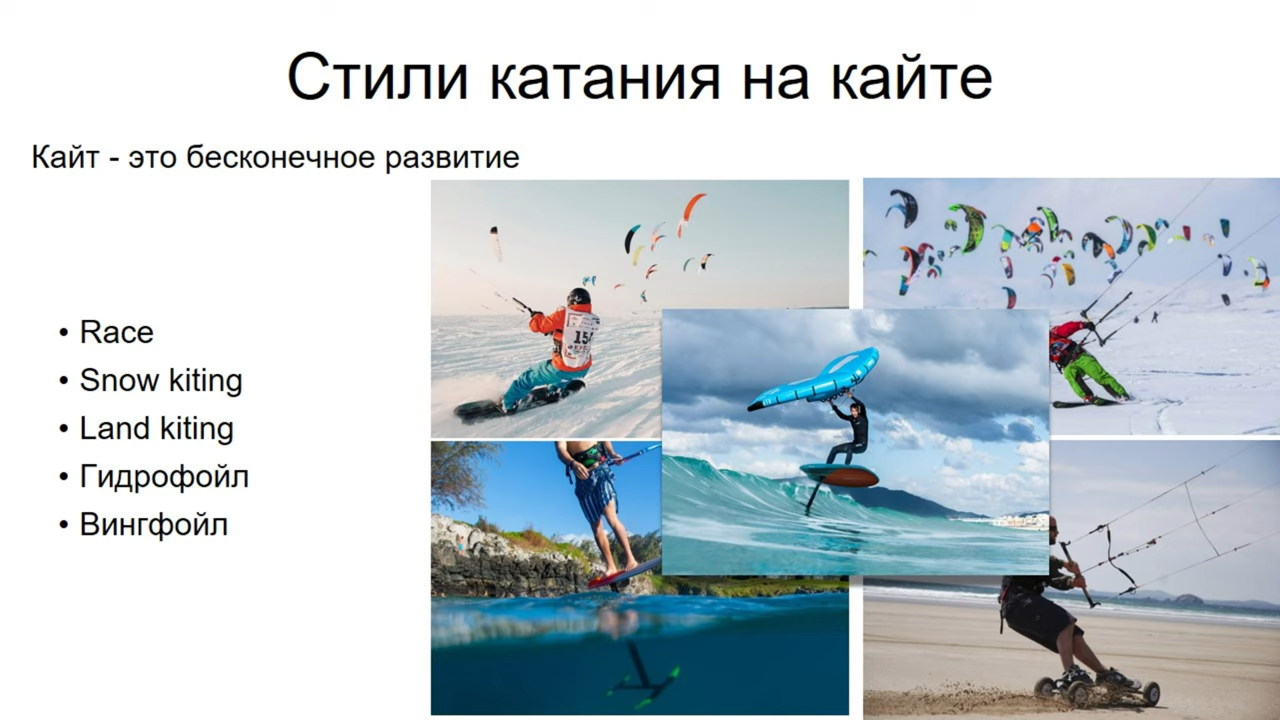 Стили катания на кайте
Кайт - это бесконечное развитие
• Race
• Snow kiting
• Land kiting
• Гидрофойл
• Вингфойл